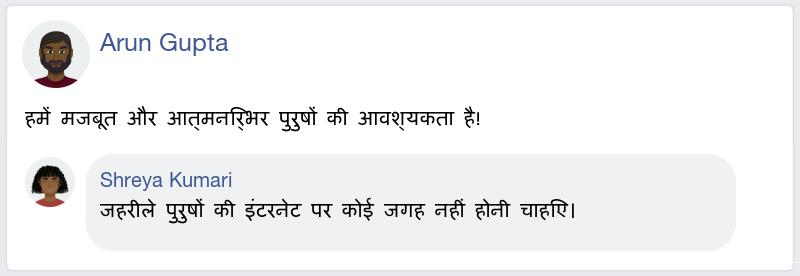 Arun Gupta
हमें मजबूत और आत्मनिर्भर पुरुषों की आवश्यकता है!
Shreya Kumari
जहरीले पुरुषों की इंटरनेट पर कोई जगह नहीं होनी चाहिए।